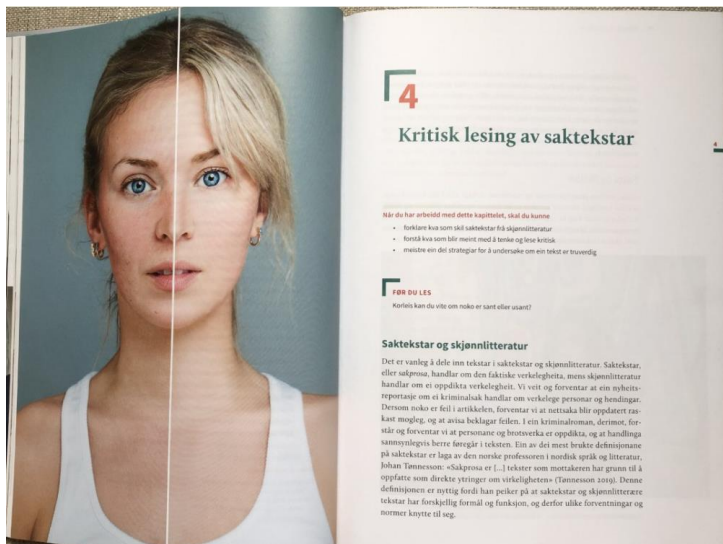 4
Kritisk lesing av saktekstar
4
Når du har arbeidd med dette kapittelet, skal du kunne
• forklare kva som skil saktekstar frå skjønnlitteratur
• forstå kva som blir meint med å tenke og lese kritisk
• meistre ein del strategiar for å undersøke om ein tekst er truverdig
FØR DU LES
Korleis kan du vite om noko er sant eller usant?
Saktekstar og skjønnlitteratur
Det er vanleg å dele inn tekstar i saktekstar og skjønnlitteratur. Saktekstar,
eller sakprosa, handlar om den faktiske verkelegheita, mens skjønnlitteratur
handlar om ei oppdikta verkelegheit. Vi veit og forventar at ein nyheits-
reportasje om ei kriminalsak handlar om verkelege personar og hendingar.
Dersom noko er feil i artikkelen, forventar vi at nettsaka blir oppdatert ras-
kast mogleg, og at avisa beklagar feilen. I ein kriminalroman, derimot, for-
står og forventar vi at personane og brotsverka er oppdikta, og at handlinga
sannsynlegvis berre føregår i teksten. Ein av dei mest brukte definisjonane
på saktekstar er laga av den norske professoren i nordisk språk og litteratur,
Johan Tønnesson: «Sakprosa er [...] tekster som mottakeren har grunn til å
oppfatte som direkte ytringer om virkeligheten» (Tønnesson 2019). Denne
definisjonen er nyttig fordi han peiker på at saktekstar og skjønnlitterære
tekstar har forskjellig formål og funksjon, og derfor ulike forventningar og
normer knytte til seg.